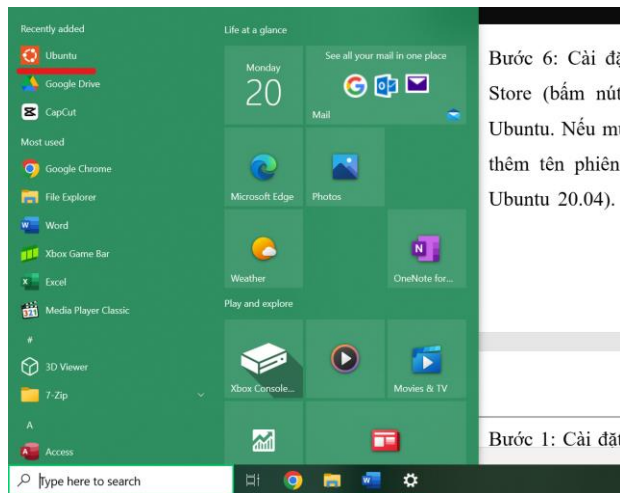 Recently added
Ubuntu
Google Drive
CapCut
Most used
Google Chrome
File Explorer
Word
Xbox Game Bar
Excel
Media Player Classic
#
3D Viewer
7-Zip
A
Access
Type here to search
Life at a glance
Monday
20
See all your mail in one place
Mail
Microsoft Edge
Photos
Weather
OneNote for...
Play and explore
Xbox Console...
Movies & TV
Bước 6: Cài
Store (bấm nút
Ubuntu. Nếu
thêm tên phiên
Ubuntu 20.04).
Bước 1: Cài đặt